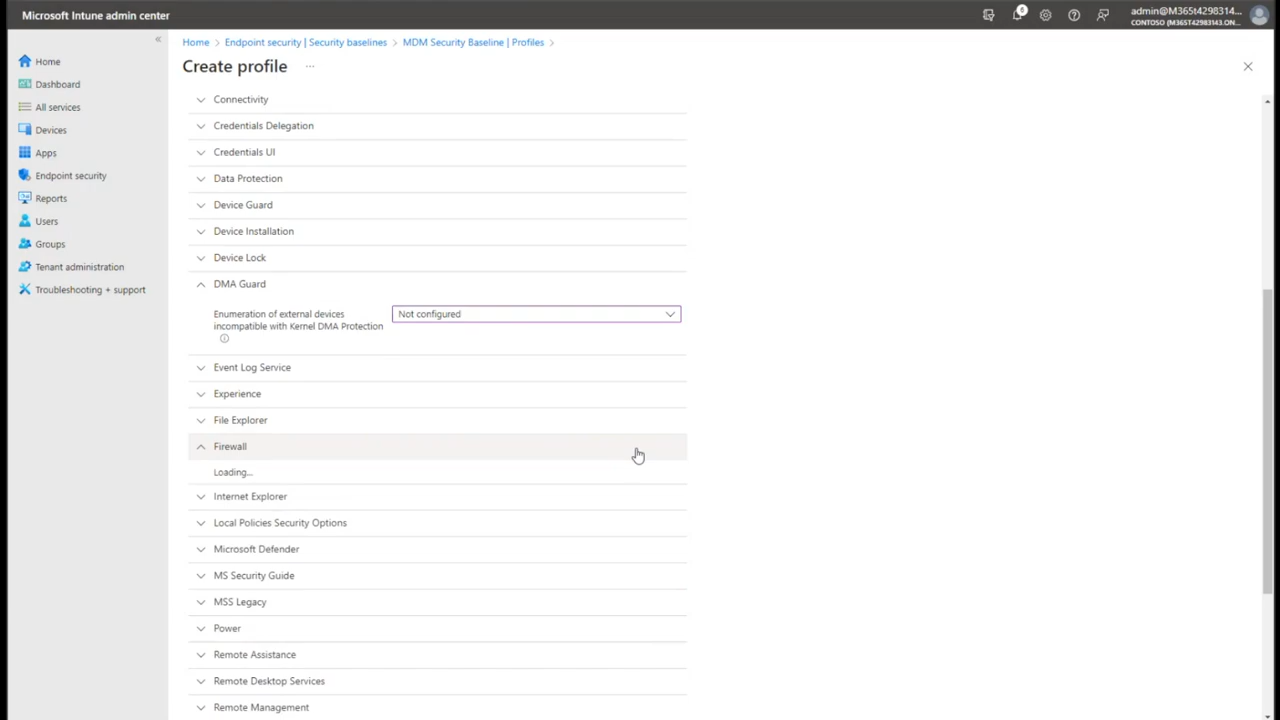 Microsoft Intune admin center
6
admin@M365t4298314...
CONTOSO (M365T4298143.ON...
«
Home > Endpoint security | Security baselines > MDM Security Baseline | Profiles >
Create profile ...
Home
Dashboard
All services
Devices
Apps
Endpoint security
Reports
Users
Groups
Tenant administration
Troubleshooting + support
Connectivity
Credentials Delegation
Credentials UI
Data Protection
Device Guard
Device Installation
Device Lock
DMA Guard
Enumeration of external devices
incompatible with Kernel DMA Protection
Not configured
Event Log Service
Experience
File Explorer
Firewall
Loading...
Internet Explorer
Local Policies Security Options
Microsoft Defender
MS Security Guide
MSS Legacy
Power
Remote Assistance
Remote Desktop Services
Remote Management